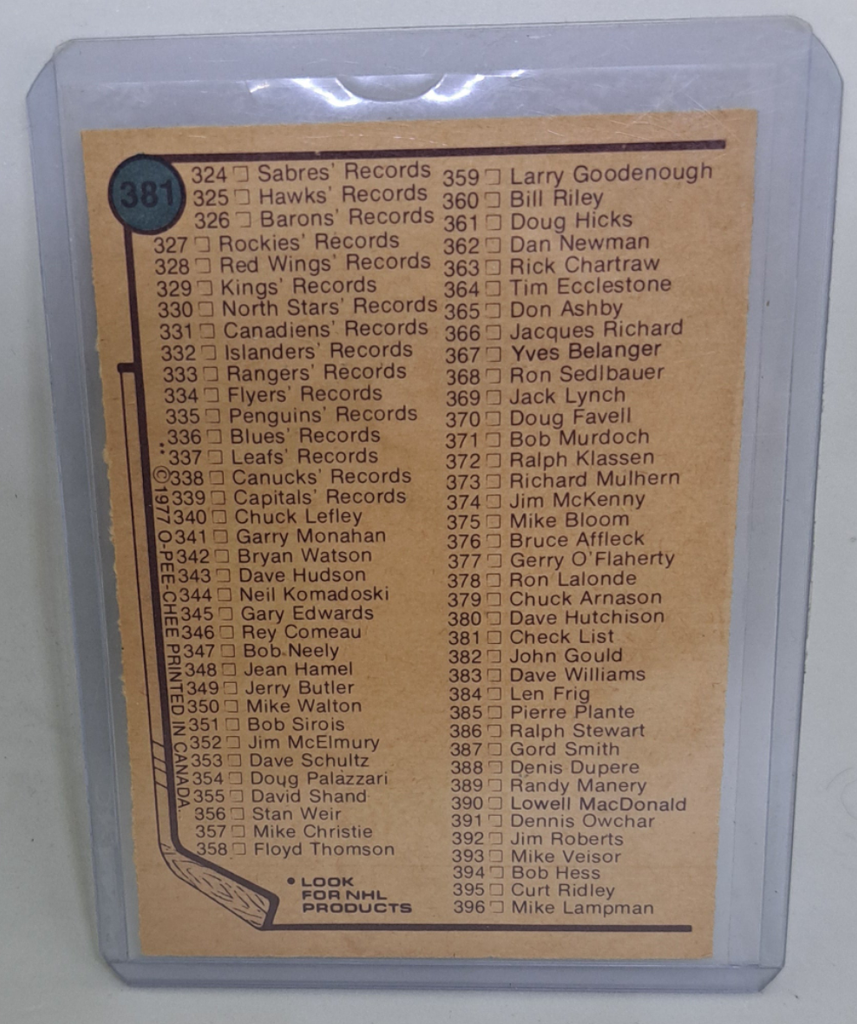 381
324 Sabres' Records
325 Hawks' Records
326 Barons' Records
327 Rockies' Records
328 Red Wings' Records
329 Kings' Records
330 North Stars' Records
331 Canadiens' Records
332 Islanders' Records
333 Rangers' Records
334 Flyers' Records
335 Penguins' Records
336 Blues' Records
337 Leafs' Records
338 Canucks' Records
339 Capitals' Records
340 Chuck Lefley
341 Garry Monahan
342 Bryan Watson
343 Dave Hudson
344 Neil Komadoski
345 Gary Edwards
346 Rey Comeau
347 Bob Neely
348 Jean Hamel
349 Jerry Butler
350 Mike Walton
351 Bob Sirois
352 Jim McElmury
353 Dave Schultz
354 Doug Palazzari
355 David Shand
356 Stan Weir
357 Mike Christie
358 Floyd Thomson
359 Larry Goodenough
360 Bill Riley
361 Doug Hicks
362 Dan Newman
363 Rick Chartraw
364 Tim Ecclestone
365 Don Ashby
366 Jacques Richard
367 Yves Belanger
368 Ron Sedlbauer
369 Jack Lynch
370 Doug Favell
371 Bob Murdoch
372 Ralph Klassen
373 Richard Mulhern
374 Jim McKenny
375 Mike Bloom
376 Bruce Affleck
377 Gerry O'Flaherty
378 Ron Lalonde
379 Chuck Arnason
380 Dave Hutchison
381 Check List
382 John Gould
383 Dave Williams
384 Len Frig
385 Pierre Plante
386 Ralph Stewart
387 Gord Smith
388 Denis Dupere
389 Randy Manery
390 Lowell MacDonald
391 Dennis Owchar
392 Jim Roberts
393 Mike Veisor
394 Bob Hess
395 Curt Ridley
396 Mike Lampman
** © 1977 O-PEE-CHEE PRINTED IN CANADA.
• LOOK
FOR NHL
PRODUCTS